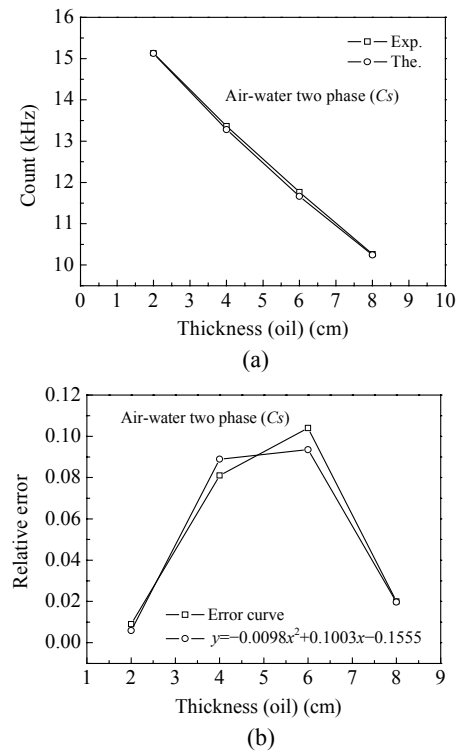 16
15
14
13
12
11
10
Count (kHz)
Exp.
The.
Air-water two phase (Cs)
0 1 2 3 4 5 6 7 8 9 10
Thickness (oil) (cm)
(a)
0.12
0.10
0.08
0.06
0.04
0.02
0.00
Relative error
Air-water two phase (Cs)
Error curve
y=−0.0098x²+0.1003x−0.1555
1 2 3 4 5 6 7 8 9
Thickness (oil) (cm)
(b)